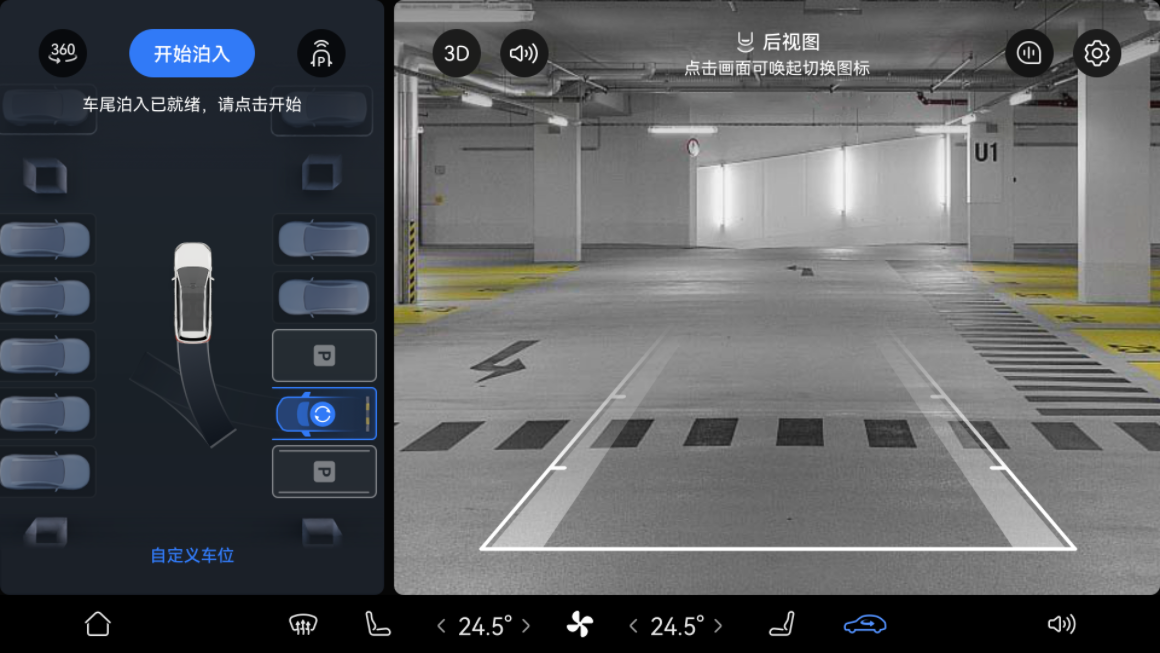 360
开始泊入
P
车尾泊入已就绪，请点击开始
P
P
自定义车位
3D
后视图
点击画面可唤起切换图标
U1
24.5°
24.5°